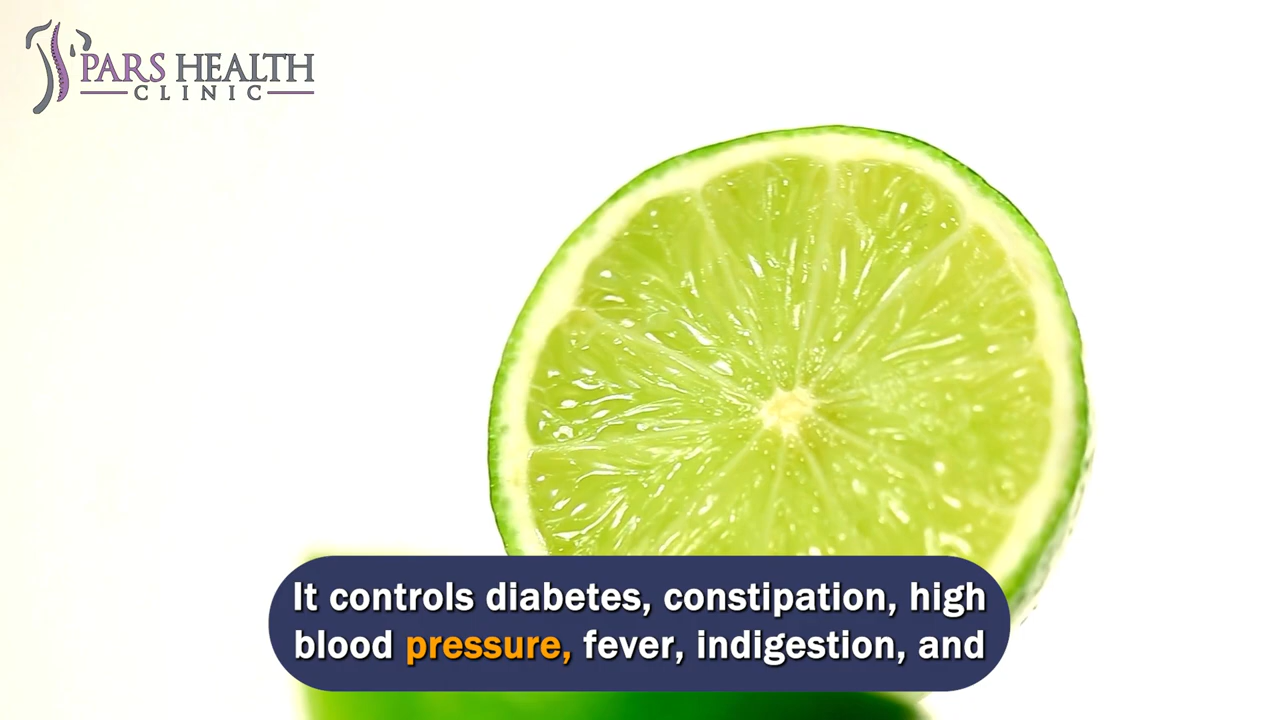 PARS HEALTH
CLINIC
It controls diabetes, constipation, high
blood pressure, fever, indigestion, and